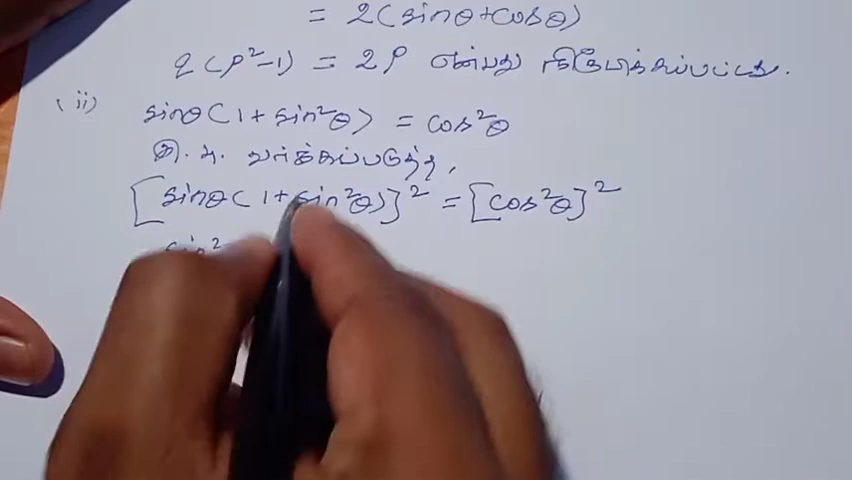 = 2(sinθ+cosθ)
q(p²-1) = 2p என்பது நிரூபிக்கப்பட்டது.
(ii) sinθ(1+sin²θ) = cos²θ
இ.பு. வர்க்கப்படுத்த,
[sinθ(1+sin²θ)]² = [cos²θ]²
sin²